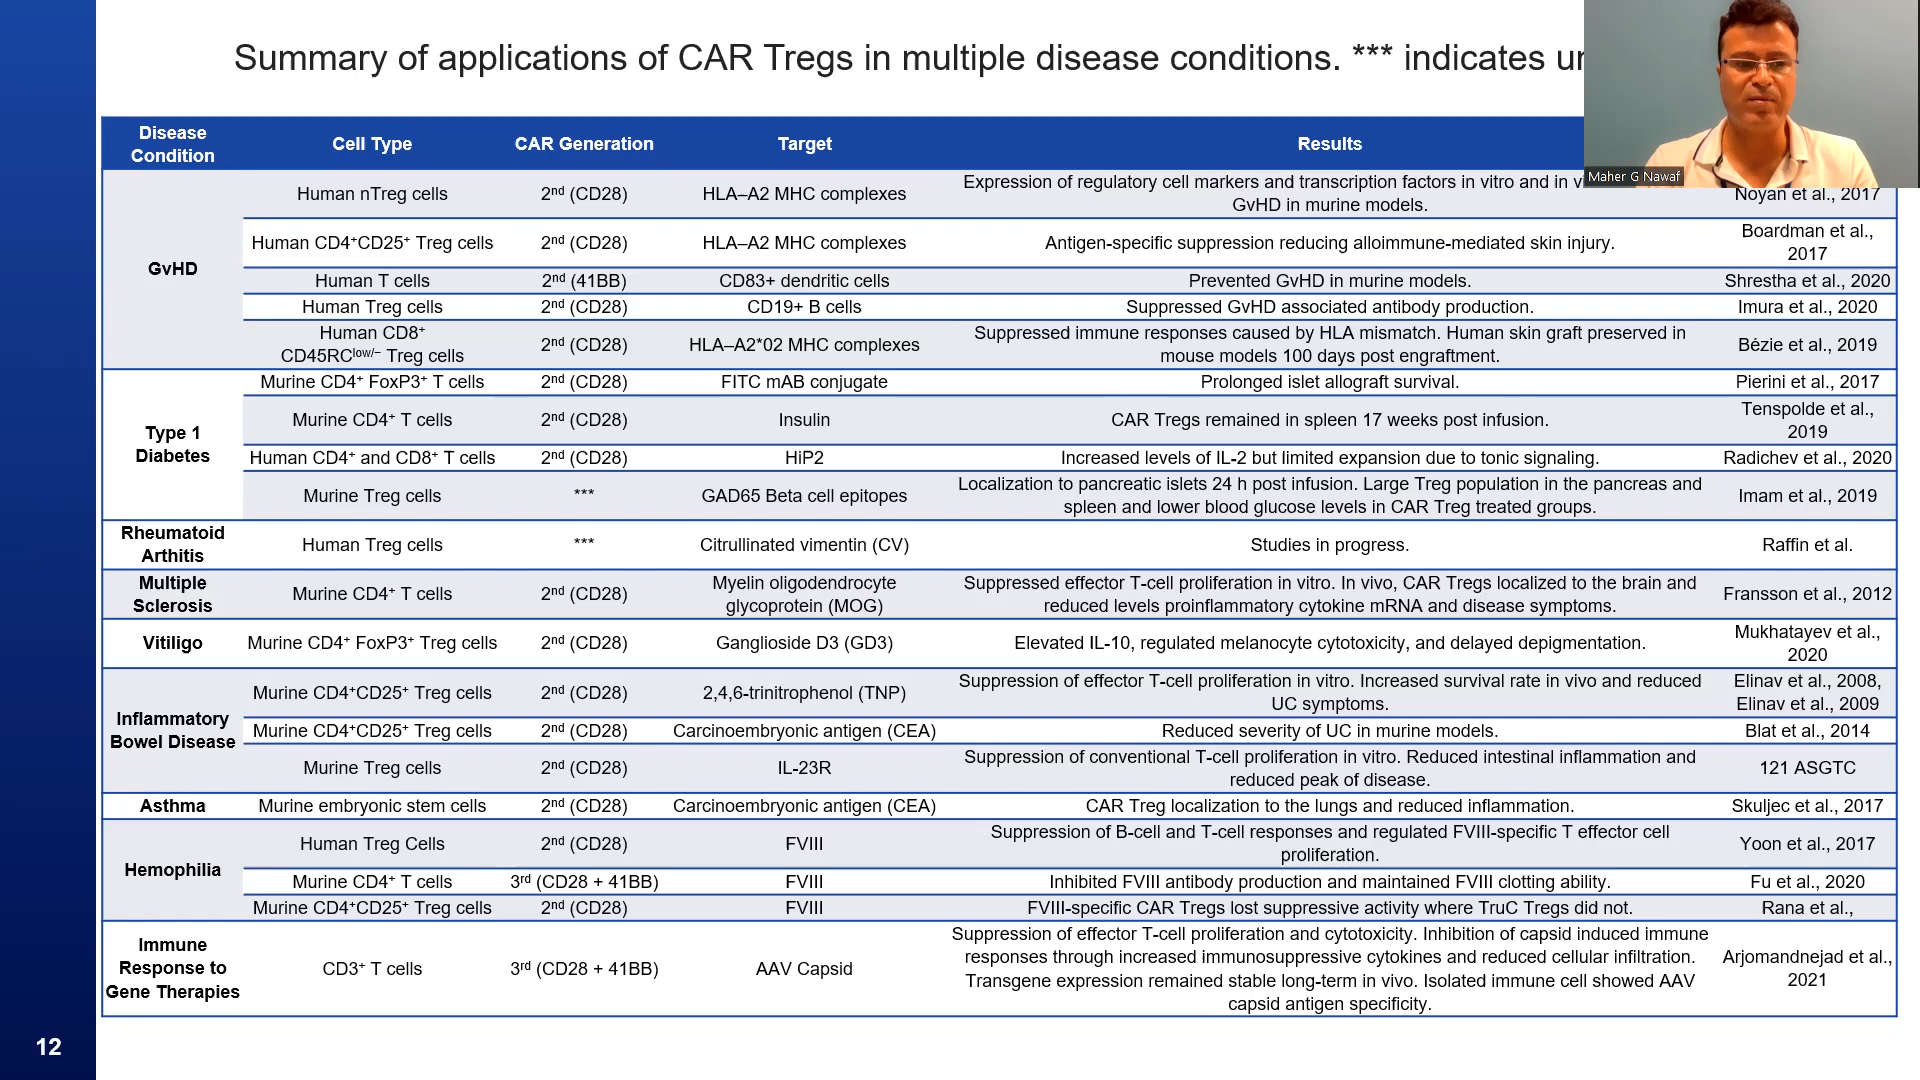 Summary of applications of CAR Tregs in multiple disease conditions. *** indicates
Maher G Nawaf
Disease Condition Cell Type CAR Generation Target Results
GvHD
Human nTreg cells 2nd (CD28) HLA–A2 MHC complexes Expression of regulatory cell markers and transcription factors in vitro and in GvHD in murine models. Noyan et al., 2017
Human CD4+CD25+ Treg cells 2nd (CD28) HLA–A2 MHC complexes Antigen-specific suppression reducing alloimmune-mediated skin injury. Boardman et al., 2017
Human T cells 2nd (41BB) CD83+ dendritic cells Prevented GvHD in murine models. Shrestha et al., 2020
Human Treg cells 2nd (CD28) CD19+ B cells Suppressed GvHD associated antibody production. Imura et al., 2020
Human CD8+ CD45RClow/− Treg cells 2nd (CD28) HLA–A2*02 MHC complexes Suppressed immune responses caused by HLA mismatch. Human skin graft preserved in mouse models 100 days post engraftment. Bézie et al., 2019
Type 1 Diabetes
Murine CD4+ FoxP3+ T cells 2nd (CD28) FITC mAB conjugate Prolonged islet allograft survival. Pierini et al., 2017
Murine CD4+ T cells 2nd (CD28) Insulin CAR Tregs remained in spleen 17 weeks post infusion. Tenspolde et al., 2019
Human CD4+ and CD8+ T cells 2nd (CD28) HiP2 Increased levels of IL-2 but limited expansion due to tonic signaling. Radichev et al., 2020
Murine Treg cells *** GAD65 Beta cell epitopes Localization to pancreatic islets 24 h post infusion. Large Treg population in the pancreas and spleen and lower blood glucose levels in CAR Treg treated groups. Imam et al., 2019
Rheumatoid Arthitis Human Treg cells *** Citrullinated vimentin (CV) Studies in progress. Raffin et al.
Multiple Sclerosis Murine CD4+ T cells 2nd (CD28) Myelin oligodendrocyte glycoprotein (MOG) Suppressed effector T-cell proliferation in vitro. In vivo, CAR Tregs localized to the brain and reduced levels proinflammatory cytokine mRNA and disease symptoms. Fransson et al., 2012
Vitiligo Murine CD4+ FoxP3+ Treg cells 2nd (CD28) Ganglioside D3 (GD3) Elevated IL-10, regulated melanocyte cytotoxicity, and delayed depigmentation. Mukhatayev et al., 2020
Inflammatory Bowel Disease
Murine CD4+CD25+ Treg cells 2nd (CD28) 2,4,6-trinitrophenol (TNP) Suppression of effector T-cell proliferation in vitro. Increased survival rate in vivo and reduced UC symptoms. Elinav et al., 2008, Elinav et al., 2009
Murine CD4+CD25+ Treg cells 2nd (CD28) Carcinoembryonic antigen (CEA) Reduced severity of UC in murine models. Blat et al., 2014
Murine Treg cells 2nd (CD28) IL-23R Suppression of conventional T-cell proliferation in vitro. Reduced intestinal inflammation and reduced peak of disease. 121 ASGTC
Asthma Murine embryonic stem cells 2nd (CD28) Carcinoembryonic antigen (CEA) CAR Treg localization to the lungs and reduced inflammation. Skuljec et al., 2017
Hemophilia
Human Treg Cells 2nd (CD28) FVIII Suppression of B-cell and T-cell responses and regulated FVIII-specific T effector cell proliferation. Yoon et al., 2017
Murine CD4+ T cells 3rd (CD28 + 41BB) FVIII Inhibited FVIII antibody production and maintained FVIII clotting ability. Fu et al., 2020
Murine CD4+CD25+ Treg cells 2nd (CD28) FVIII FVIII-specific CAR Tregs lost suppressive activity where TruC Tregs did not. Rana et al.,
Immune Response to Gene Therapies CD3+ T cells 3rd (CD28 + 41BB) AAV Capsid Suppression of effector T-cell proliferation and cytotoxicity. Inhibition of capsid induced immune responses through increased immunosuppressive cytokines and reduced cellular infiltration. Transgene expression remained stable long-term in vivo. Isolated immune cell showed AAV capsid antigen specificity. Arjomandnejad et al., 2021
12